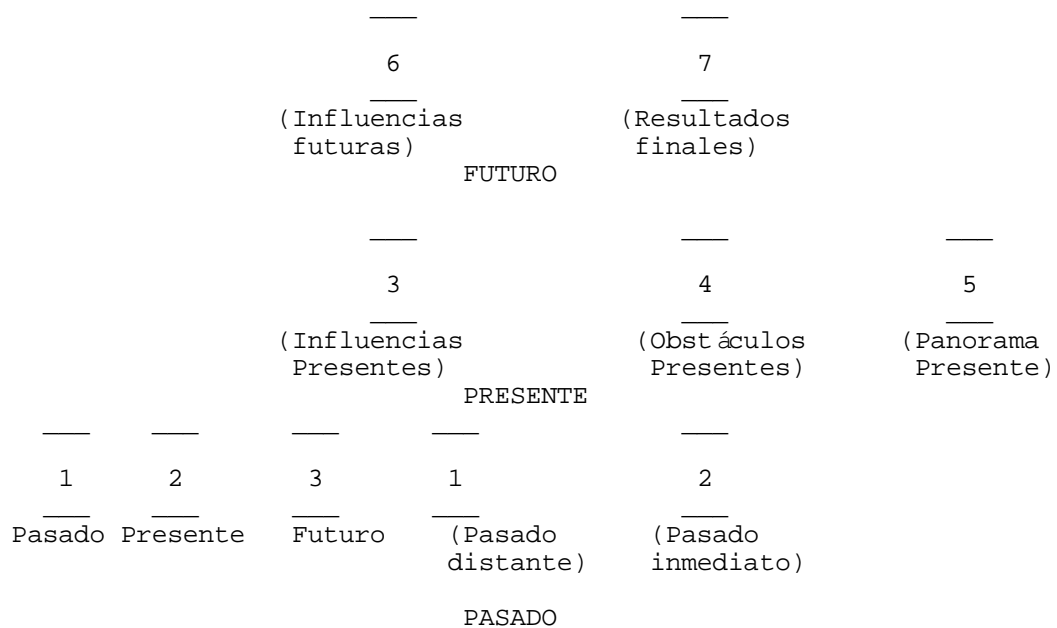 6 7
(Influencias (Resultados
futuras) finales)
FUTURO
3 4 5
(Influencias (Obstáculos (Panorama
Presentes) Presentes) Presente)
PRESENTE
1 2 3 1 2
Pasado Presente Futuro (Pasado (Pasado
distante) inmediato)
PASADO